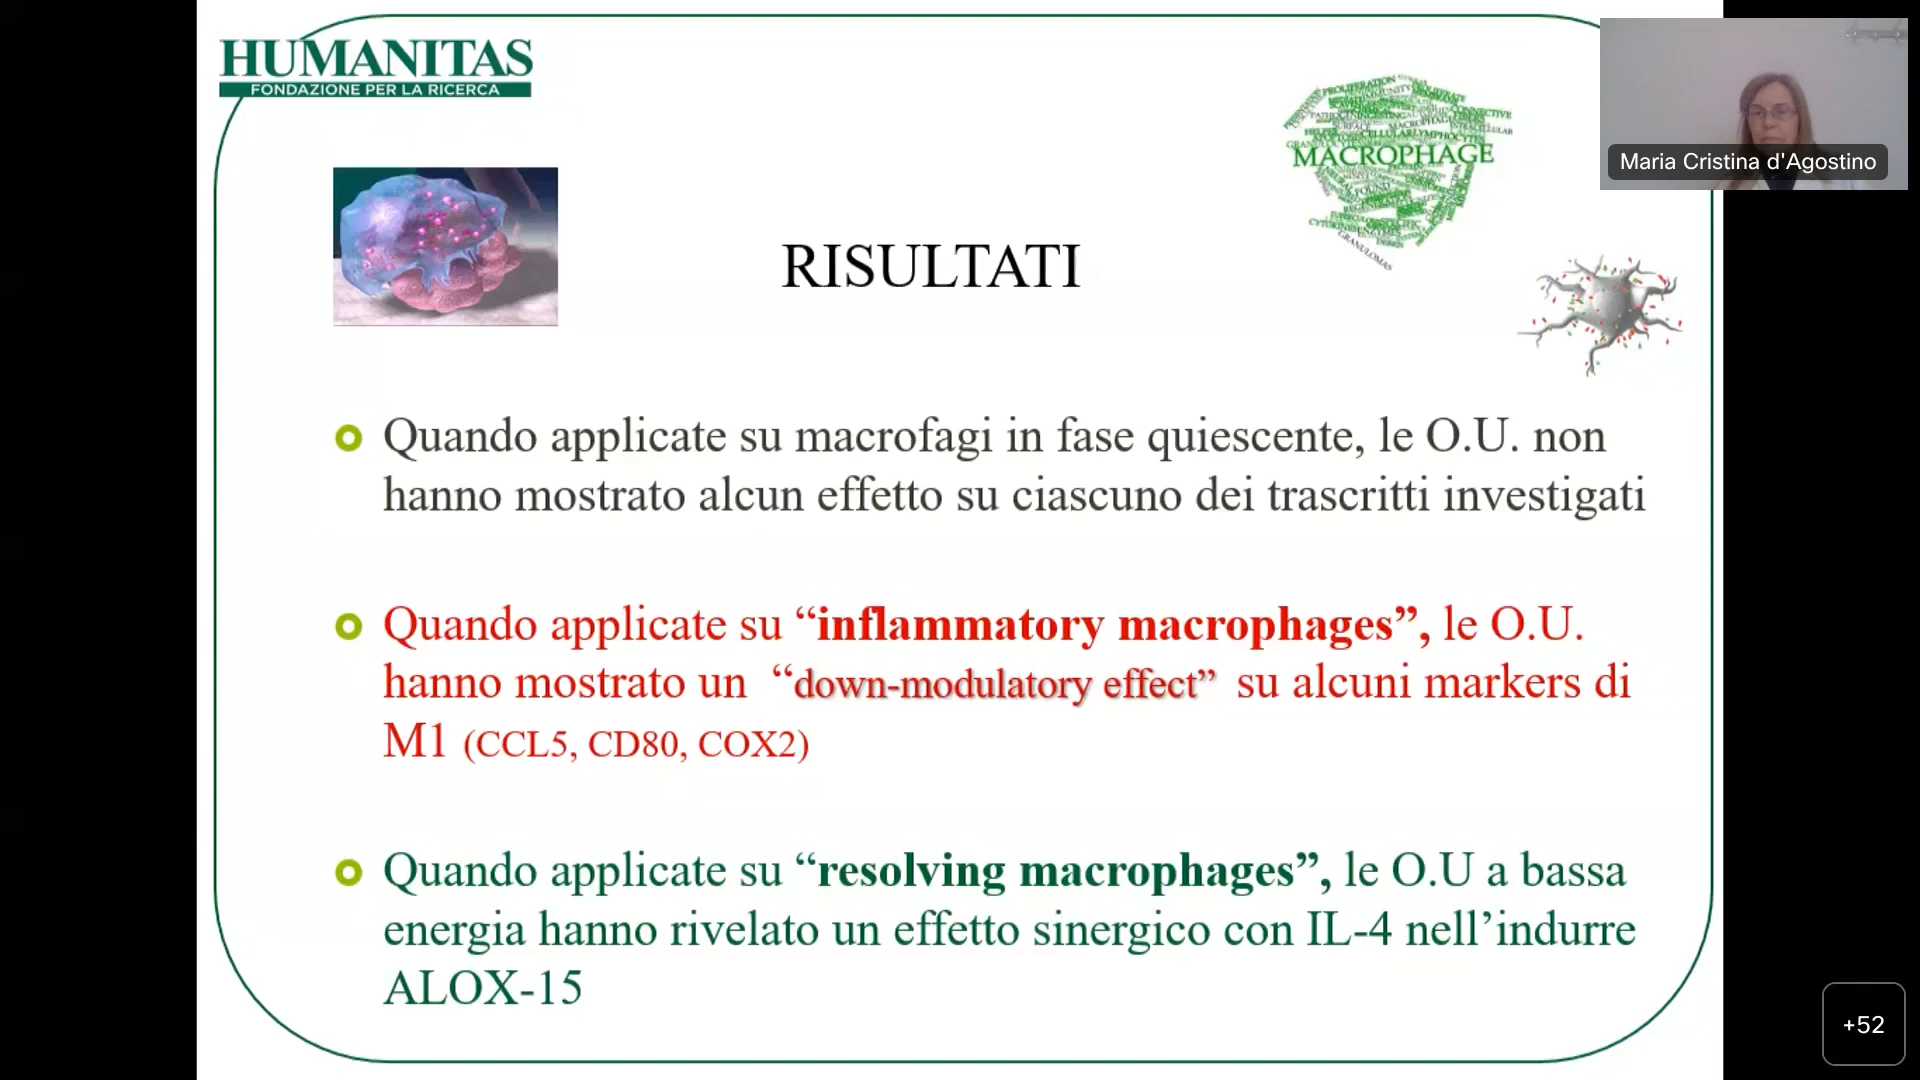 HUMANITAS
FONDAZIONE PER LA RICERCA
MACROPHAGE
GRANULOMAS
Maria Cristina d'Agostino
RISULTATI
Quando applicate su macrofagi in fase quiescente, le O.U. non
hanno mostrato alcun effetto su ciascuno dei trascritti investigati
Quando applicate su “inflammatory macrophages”, le O.U.
hanno mostrato un “down-modulatory effect” su alcuni markers di
M1 (CCL5, CD80, COX2)
Quando applicate su “resolving macrophages”, le O.U a bassa
energia hanno rivelato un effetto sinergico con IL-4 nell’indurre
ALOX-15
+52